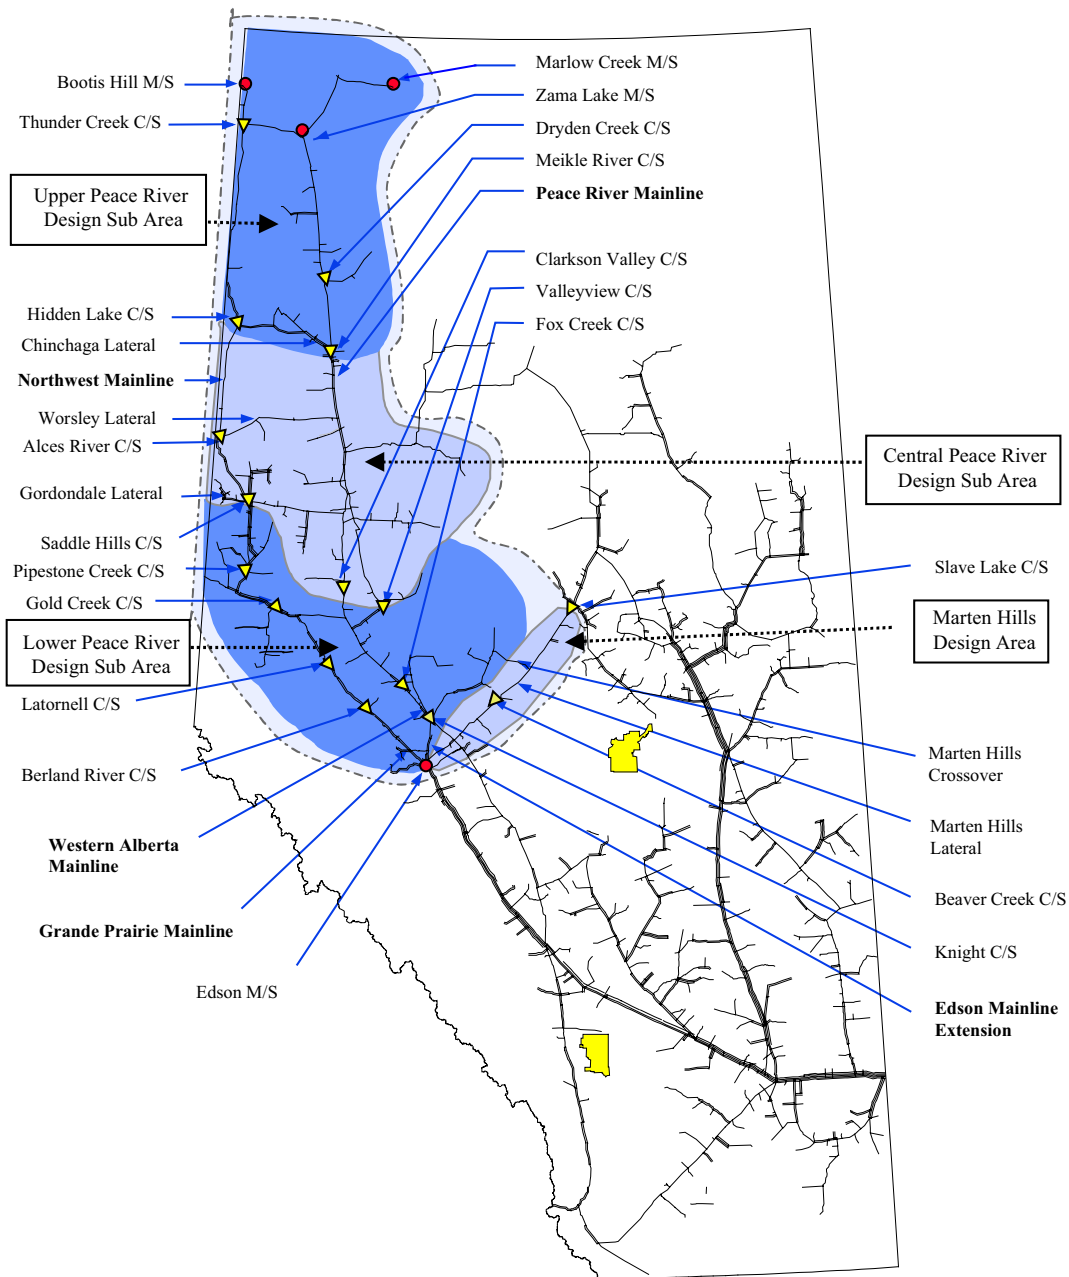 Bootis Hill M/S
Thunder Creek C/S
Upper Peace River
Design Sub Area
Hidden Lake C/S
Chinchaga Lateral
Northwest Mainline
Worsley Lateral
Alces River C/S
Gordondale Lateral
Saddle Hills C/S
Pipestone Creek C/S
Gold Creek C/S
Lower Peace River
Design Sub Area
Latornell C/S
Berland River C/S
Western Alberta
Mainline
Grande Prairie Mainline
Edson M/S
Marlow Creek M/S
Zama Lake M/S
Dryden Creek C/S
Meikle River C/S
Peace River Mainline
Clarkson Valley C/S
Valleyview C/S
Fox Creek C/S
Central Peace River
Design Sub Area
Slave Lake C/S
Marten Hills
Design Area
Marten Hills
Crossover
Marten Hills
Lateral
Beaver Creek C/S
Knight C/S
Edson Mainline
Extension